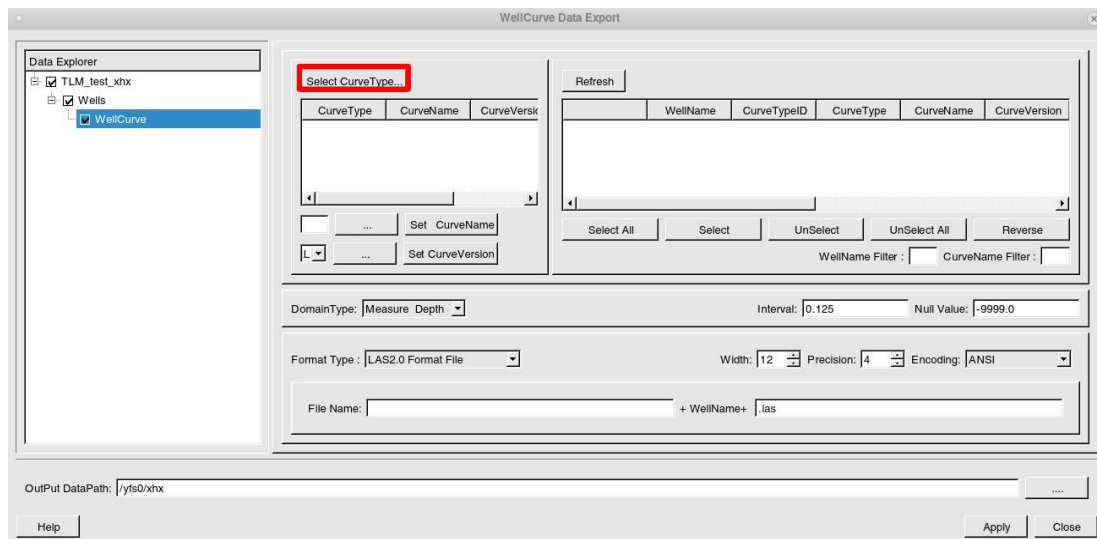 WellCurve Data Export
Data Explorer
TLM_test_xhx
Wells
WellCurve
Select CurveType...
CurveType CurveName CurveVersic
... Set CurveName
L ... Set CurveVersion
Refresh
WellName CurveTypeID CurveType CurveName CurveVersion
Select All Select UnSelect UnSelect All Reverse
WellName Filter : CurveName Filter :
DomainType: Measure Depth Interval: 0.125 Null Value: -9999.0
Format Type : LAS2.0 Format File Width: 12 Precision: 4 Encoding: ANSI
File Name: + WellName+ .las
OutPut DataPath: /yfs0/xhx ....
Help Apply Close